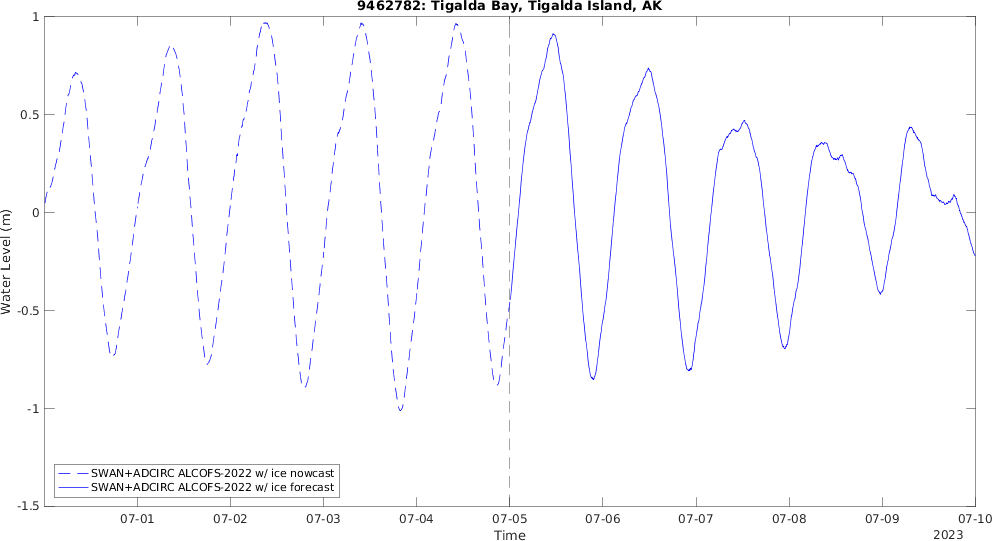 9462782: Tigalda Bay, Tigalda Island, AK
Water Level (m)
1
0.5
0
-0.5
-1
-1.5
SWAN+ADCIRC ALCOFS-2022 w/ ice nowcast
SWAN+ADCIRC ALCOFS-2022 w/ ice forecast
07-01 07-02 07-03 07-04 07-05 07-06 07-07 07-08 07-09 07-10
Time
2023